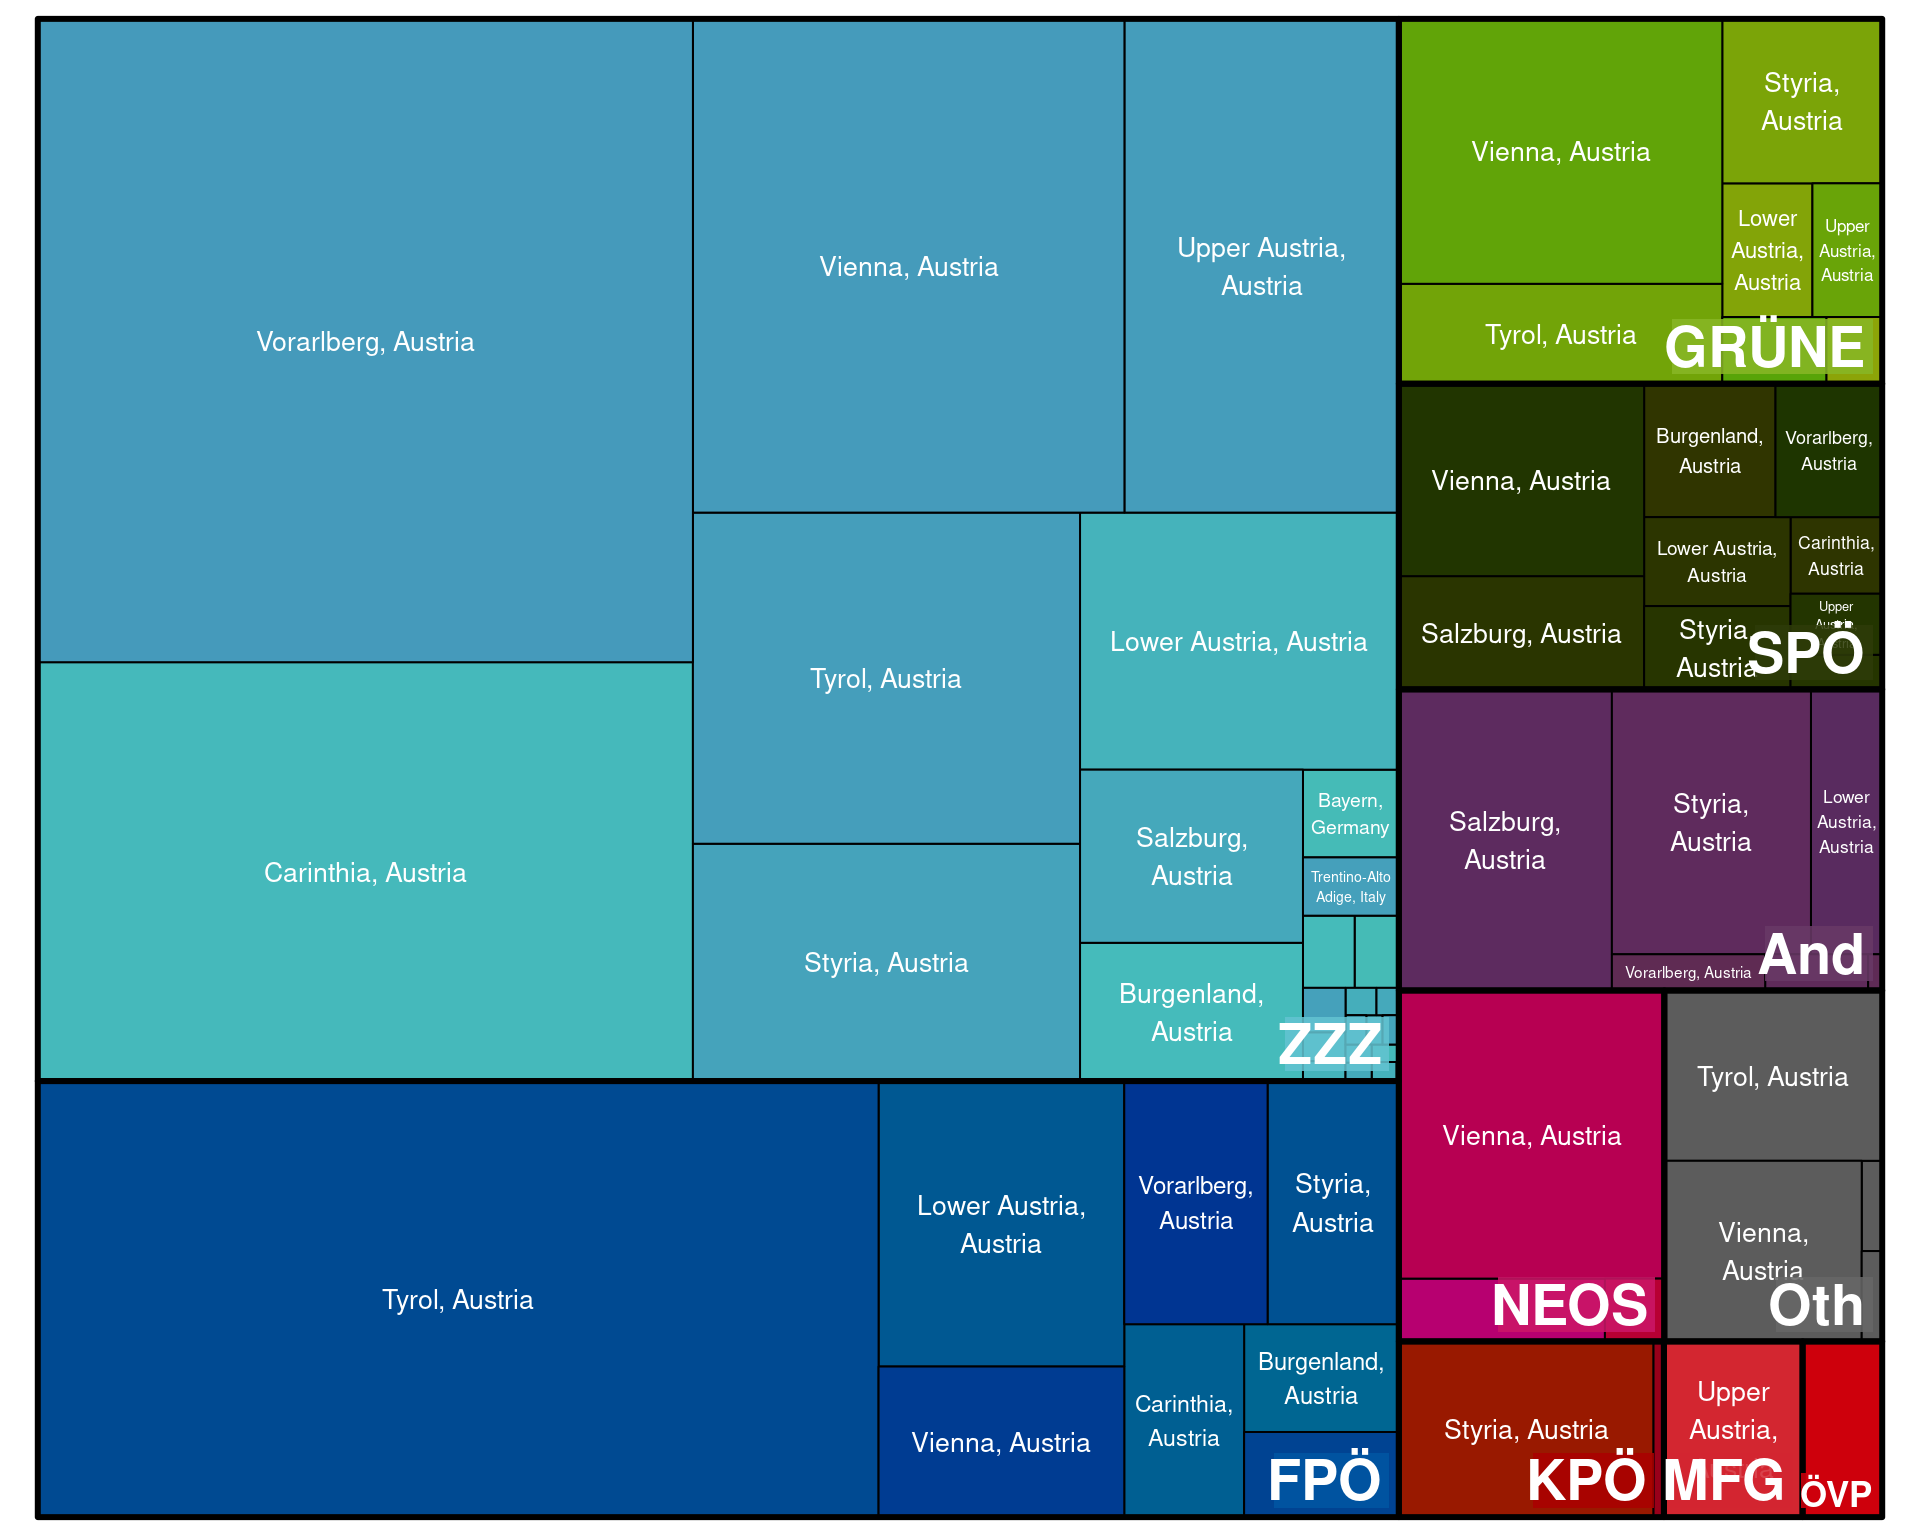 Vorarlberg, Austria
Vienna, Austria
Upper Austria,
Austria
Carinthia, Austria
Tyrol, Austria
Lower Austria, Austria
Styria, Austria
Salzburg,
Austria
Bayern,
Germany
Trentino-Alto
Adige, Italy
Burgenland,
Austria
ZZZ
Tyrol, Austria
Lower Austria,
Austria
Vienna, Austria
Vorarlberg,
Austria
Styria,
Austria
Carinthia,
Austria
Burgenland,
Austria
FPÖ
Vienna, Austria
Styria,
Austria
Lower
Austria,
Austria
Upper
Austria,
Austria
Tyrol, Austria
GRÜNE
Vienna, Austria
Burgenland,
Austria
Vorarlberg,
Austria
Salzburg, Austria
Lower Austria,
Austria
Carinthia,
Austria
Styria,
Austria
Upper
Austria,
SPÖ
Salzburg,
Austria
Styria,
Austria
Lower
Austria,
Austria
Vorarlberg, Austria
And
Vienna, Austria
NEOS
Tyrol, Austria
Vienna,
Austria
Oth
Styria, Austria
KPÖ
Upper
Austria,
MFG
ÖVP